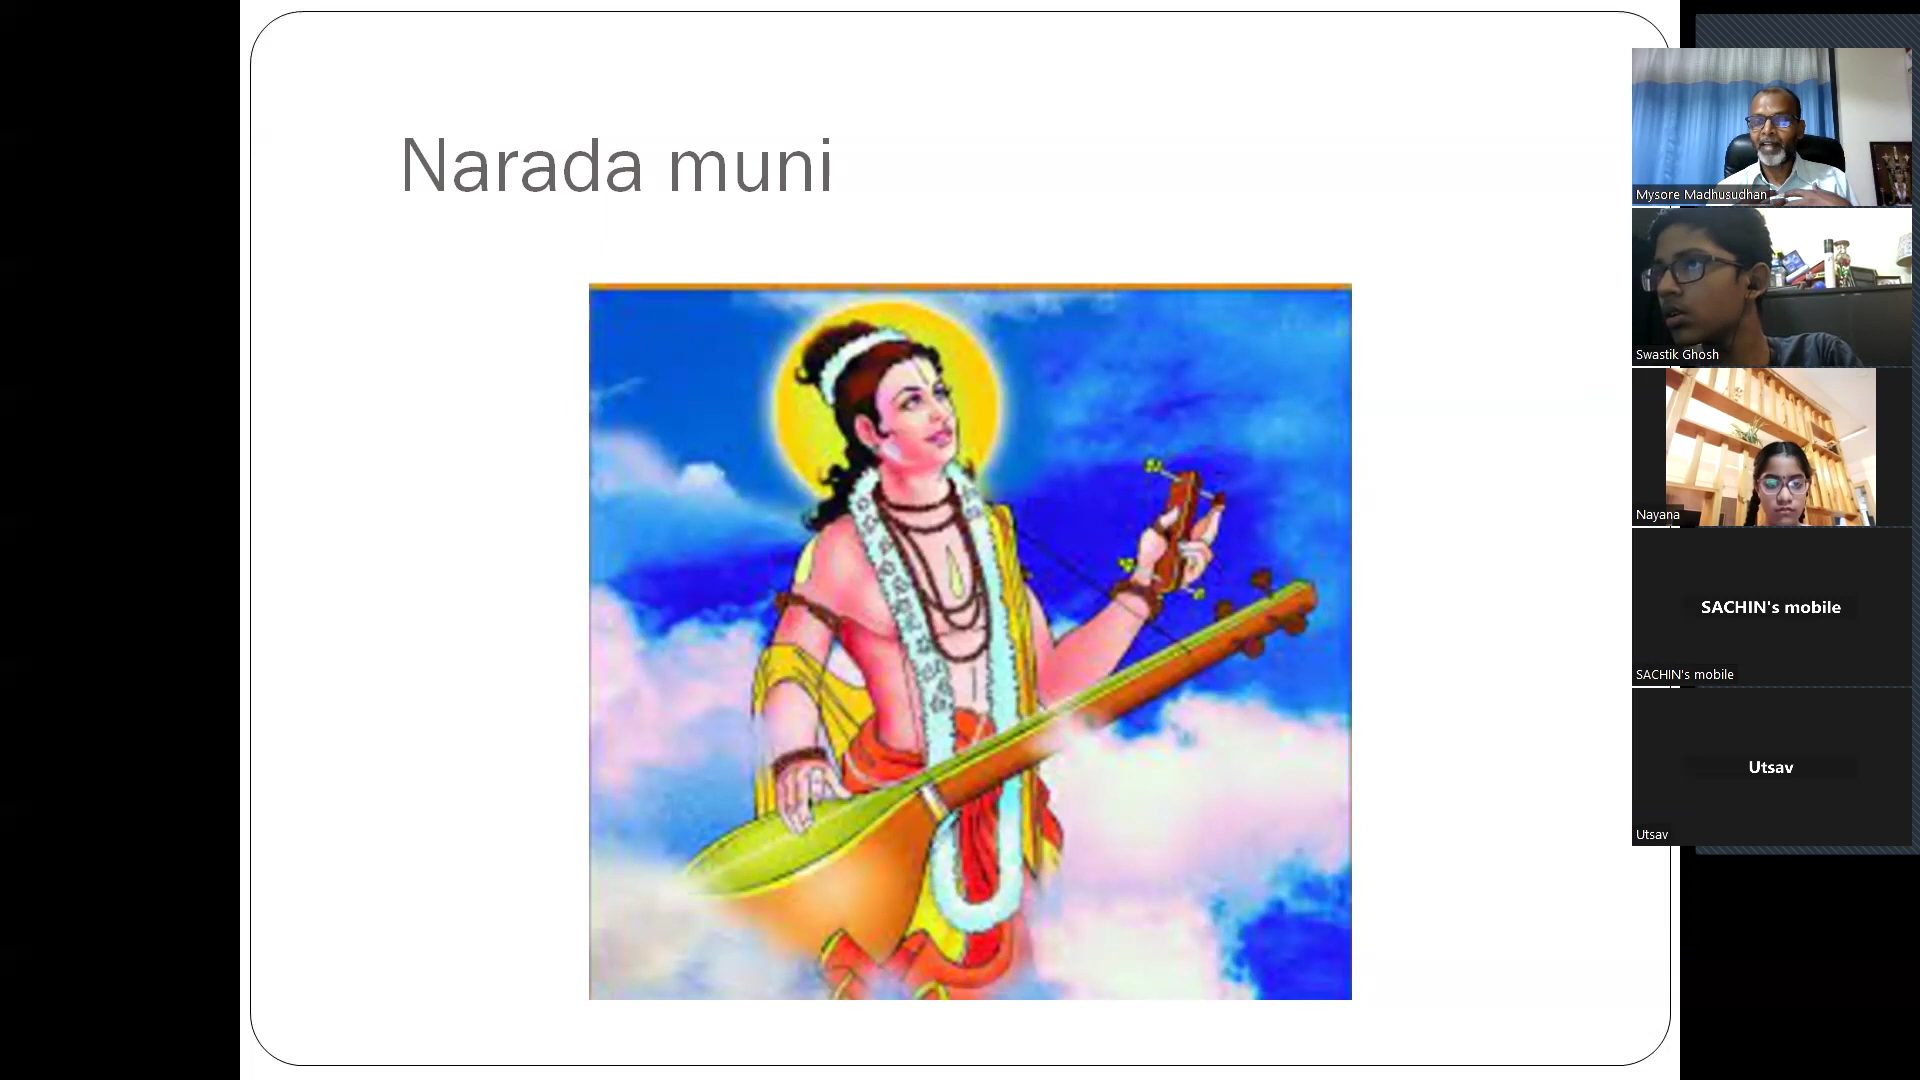 Narada muni
Mysore Madhusudhan
Swastik Ghosh
Nayana
SACHIN's mobile
SACHIN's mobile
Utsav
Utsav